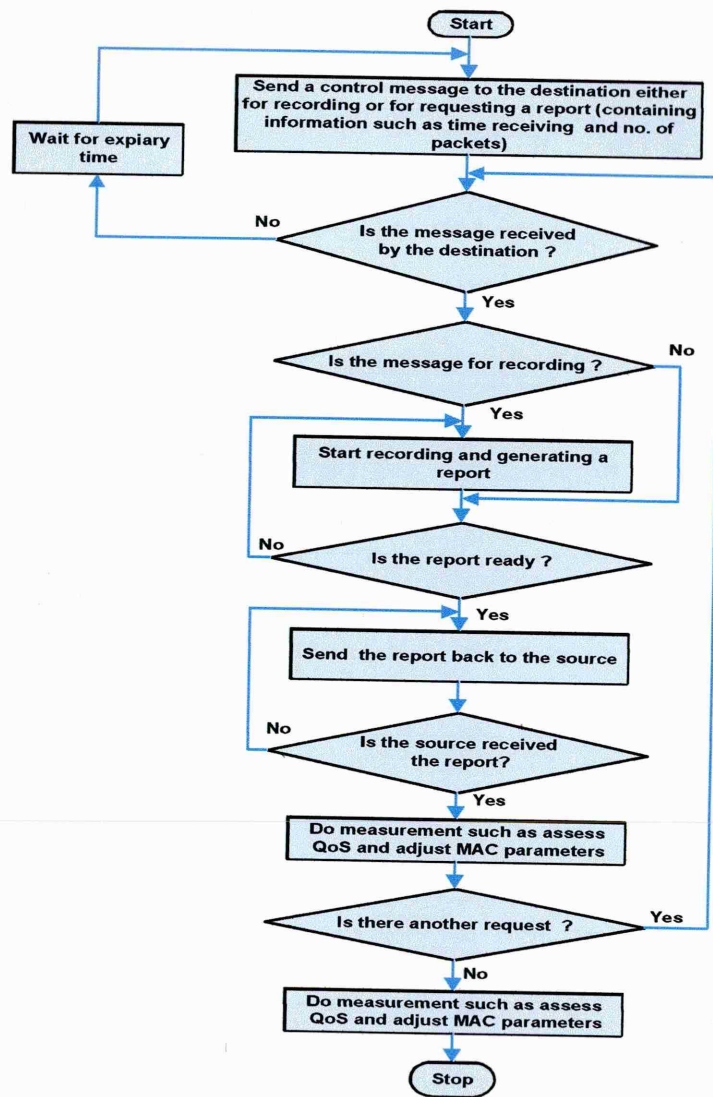 Start
Send a control message to the destination either
for recording or for requesting a report (containing
information such as time receiving and no. of
packets)
Wait for expiary
time
No
Is the message received
by the destination ?
Yes
Is the message for recording ?
No
Yes
Start recording and generating a
report
No
Is the report ready ?
Yes
Send the report back to the source
No
Is the source received
the report?
Yes
Do measurement such as assess
QoS and adjust MAC parameters
Is there another request ?
Yes
No
Do measurement such as assess
QoS and adjust MAC parameters
Stop